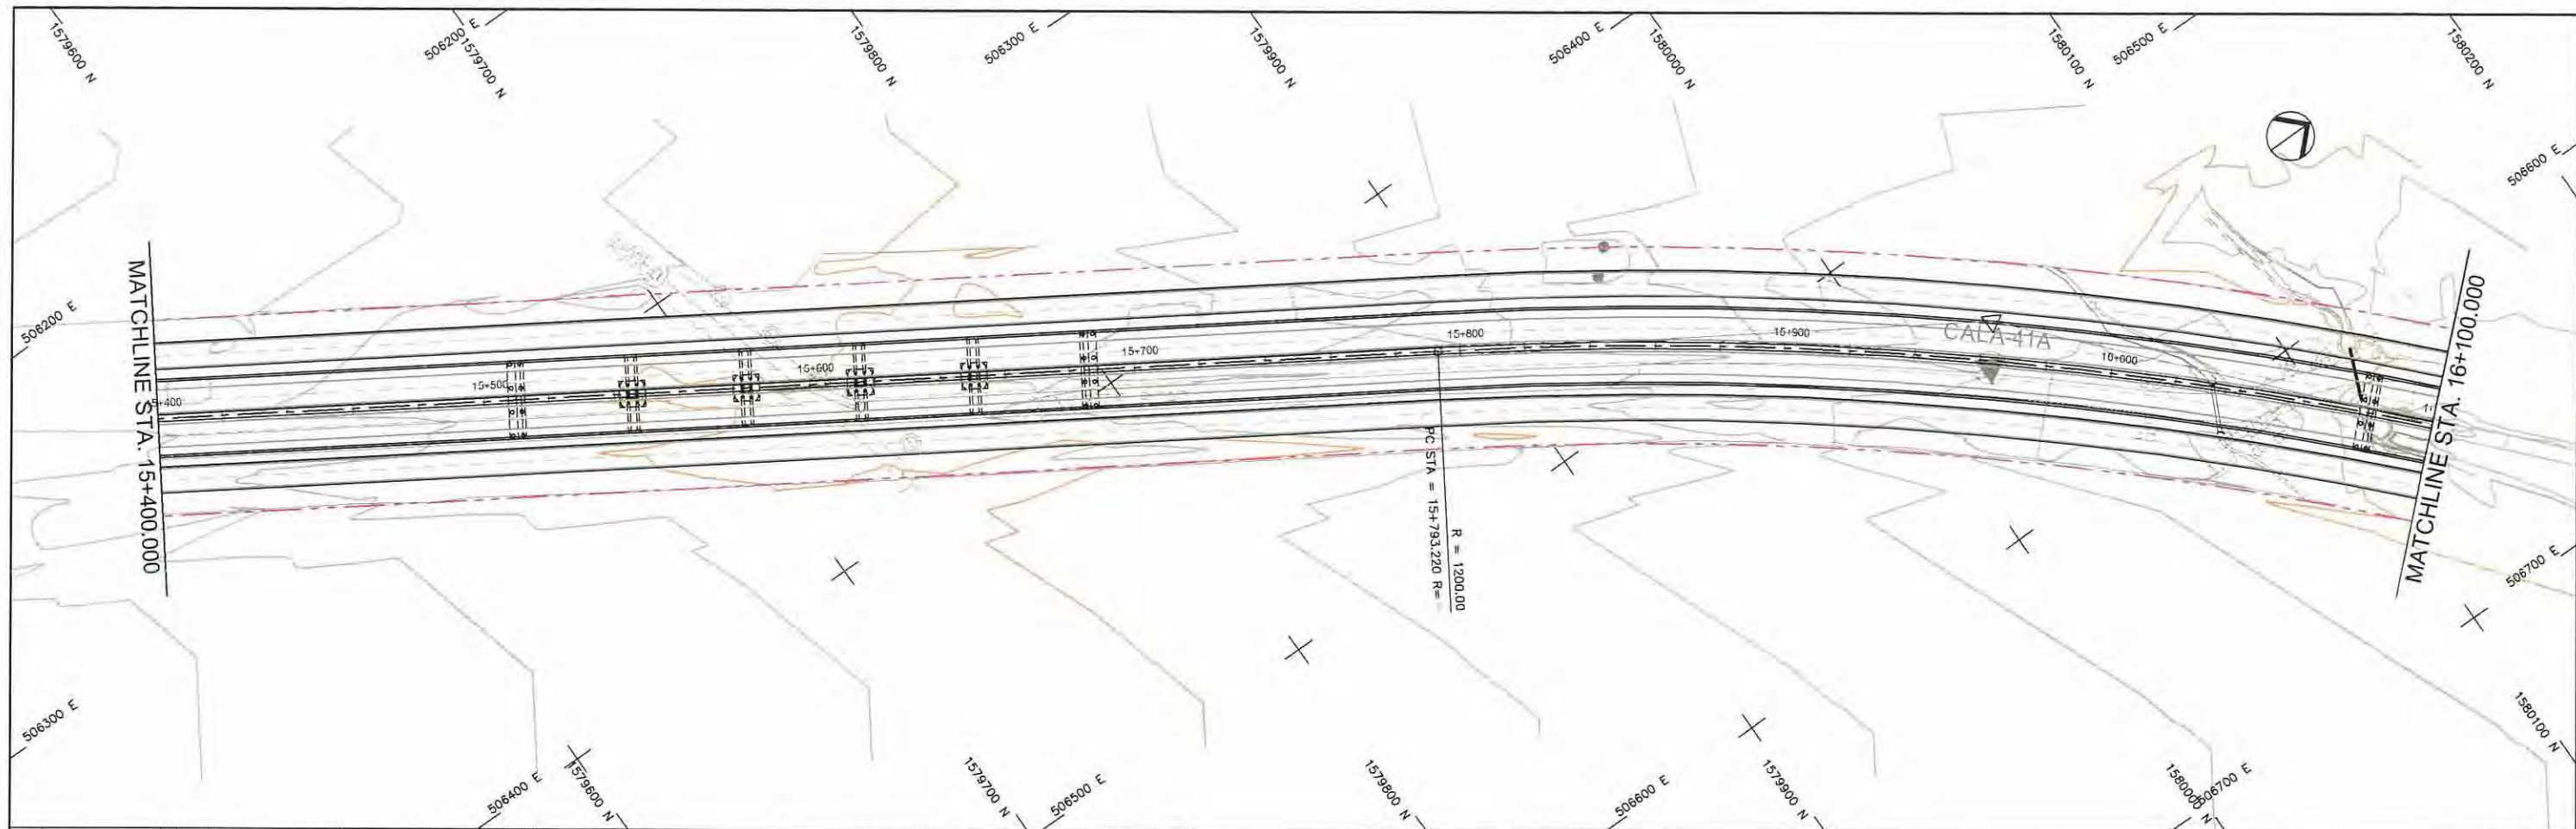 1579600 N
506200 E
1579700 N
1579800 N
506300 E
1579900 N
506400 E
1580000 N
1580100 N
506500 E
1580200 N
506600 E
506200 E
MATCHLINE STA. 15+400.000
15+500
15+600
15+700
15+800
15+900
CALA-41A
16+000
MATCHLINE STA. 16+100.000
PC STA = 15+793.220 R=
R = 1200.00
506300 E
506400 E
1579600 N
1579700 N
506500 E
1579800 N
506600 E
1579900 N
1580000 N
506700 E
1580100 N
506700 E